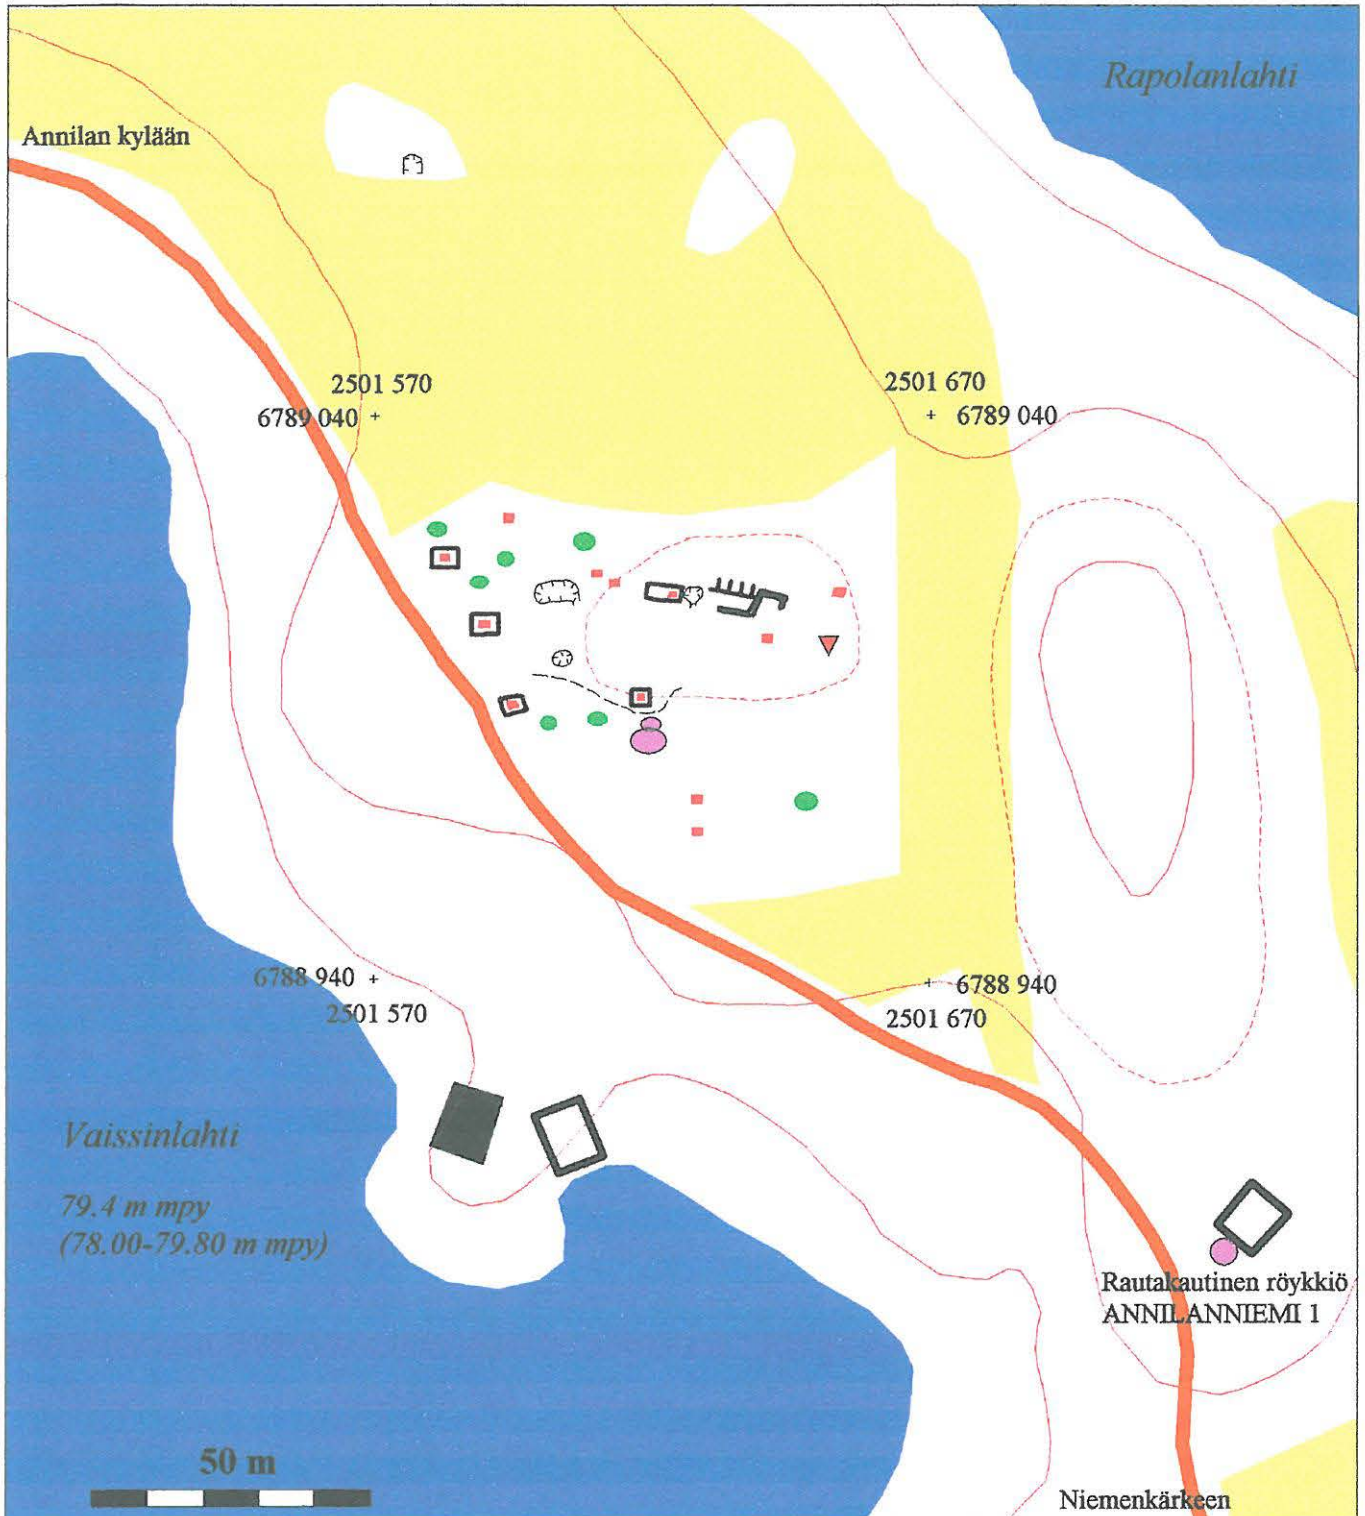 Rapolanlahti
Annilan kylään
2501 570
6789 040
2501 670
6789 040
6788 940
2501 570
6788 940
2501 670
Vaissinlahti
79.4 m mpy
(78.00-79.80 m mpy)
Rautakautinen röykkiö
ANNILANNIEMI 1
50 m
Niemenkärkeen